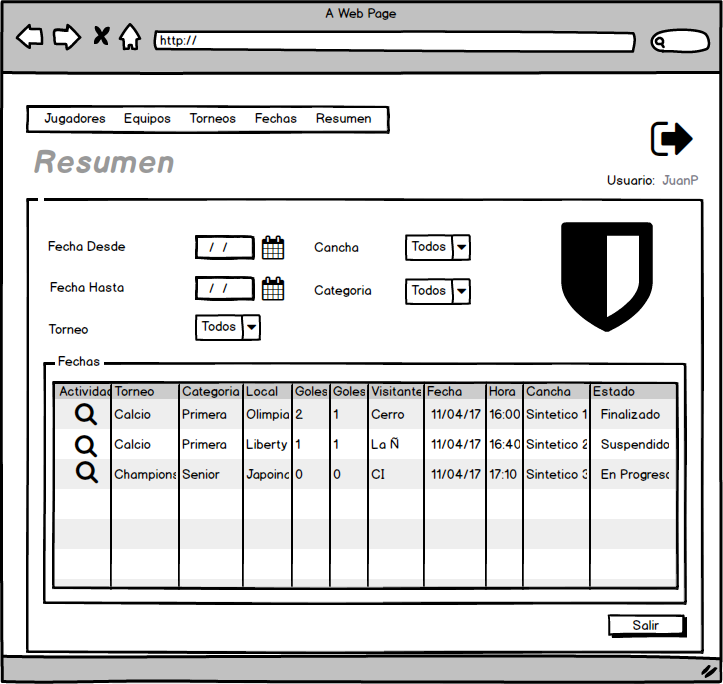 A Web Page
http://
Jugadores Equipos Torneos Fechas Resumen
Resumen
Usuario: JuanP
Fecha Desde / / Cancha Todos
Fecha Hasta / / Categoria Todos
Torneo Todos
Fechas
Activida Torneo Categoria Local Goles Goles Visitante Fecha Hora Cancha Estado
Calcio Primera Olimpia 2 1 Cerro 11/04/17 16:00 Sintetico 1 Finalizado
Calcio Primera Liberty 1 1 La Ñ 11/04/17 16:40 Sintetico 2 Suspendido
Champions Senior Japoinc 0 0 CI 11/04/17 17:10 Sintetico 3 En Progreso
Salir